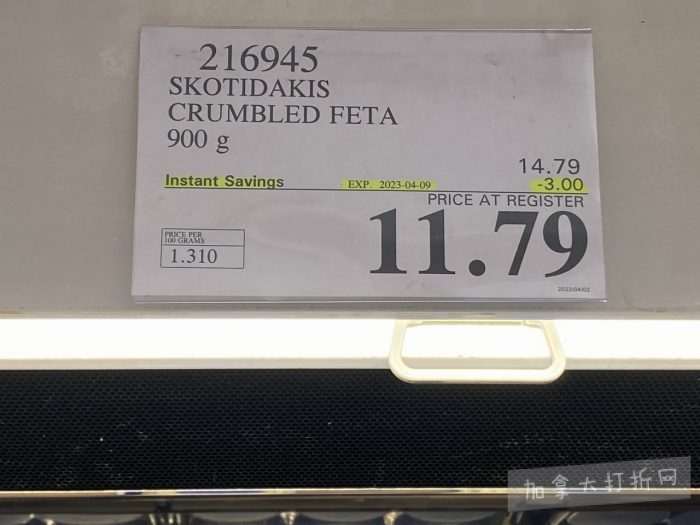 216945
SKOTIDAKIS
CRUMBLED FETA
900 g
14.79
Instant Savings EXP. 2023-04-09 -3.00
PRICE AT REGISTER
11.79
PRICE PER
100 GRAMS
1.310
2023/04/02
加拿大打折网